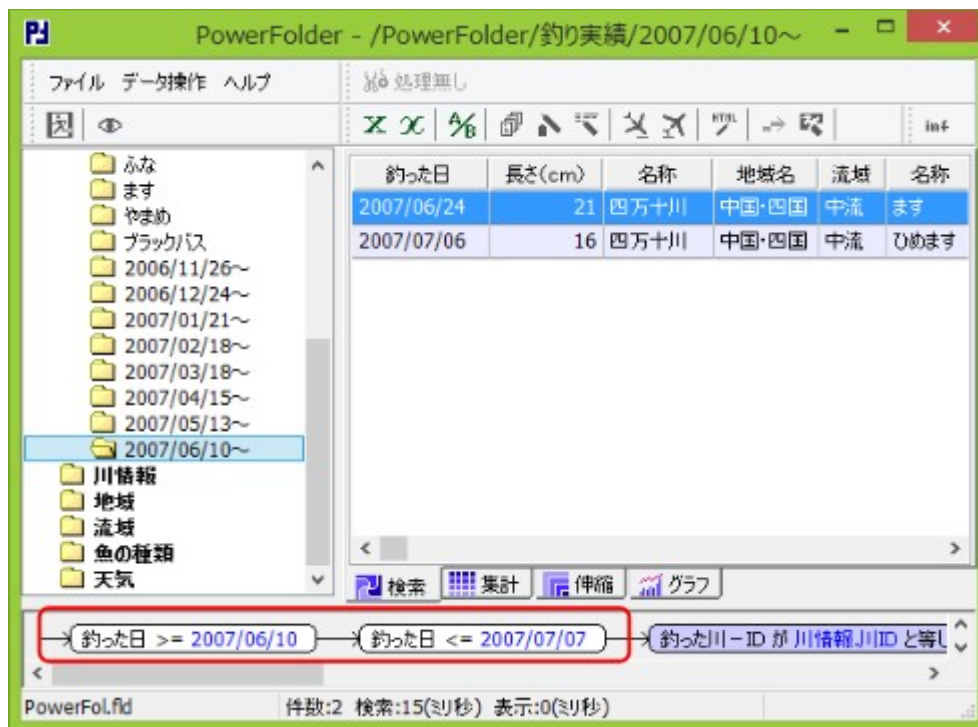 PowerFolder - /PowerFolder/釣り実績/2007/06/10～
ファイル データ操作 ヘルプ
処理無し
A/B
HTML
inf
ふな
ます
やまめ
ブラックバス
2006/11/26～
2006/12/24～
2007/01/21～
2007/02/18～
2007/03/18～
2007/04/15～
2007/05/13～
2007/06/10～
川情報
地域
流域
魚の種類
天気
釣った日 長さ(cm) 名称 地域名 流域 名称
2007/06/24 21 四万十川 中国・四国 中流 ます
2007/07/06 16 四万十川 中国・四国 中流 ひめます
検索 集計 伸縮 グラフ
釣った日 >= 2007/06/10 釣った日 <= 2007/07/07 釣った川－ID が 川情報.川ID と等し
PowerFol.fld 件数:2 検索:15(ミリ秒) 表示:0(ミリ秒)